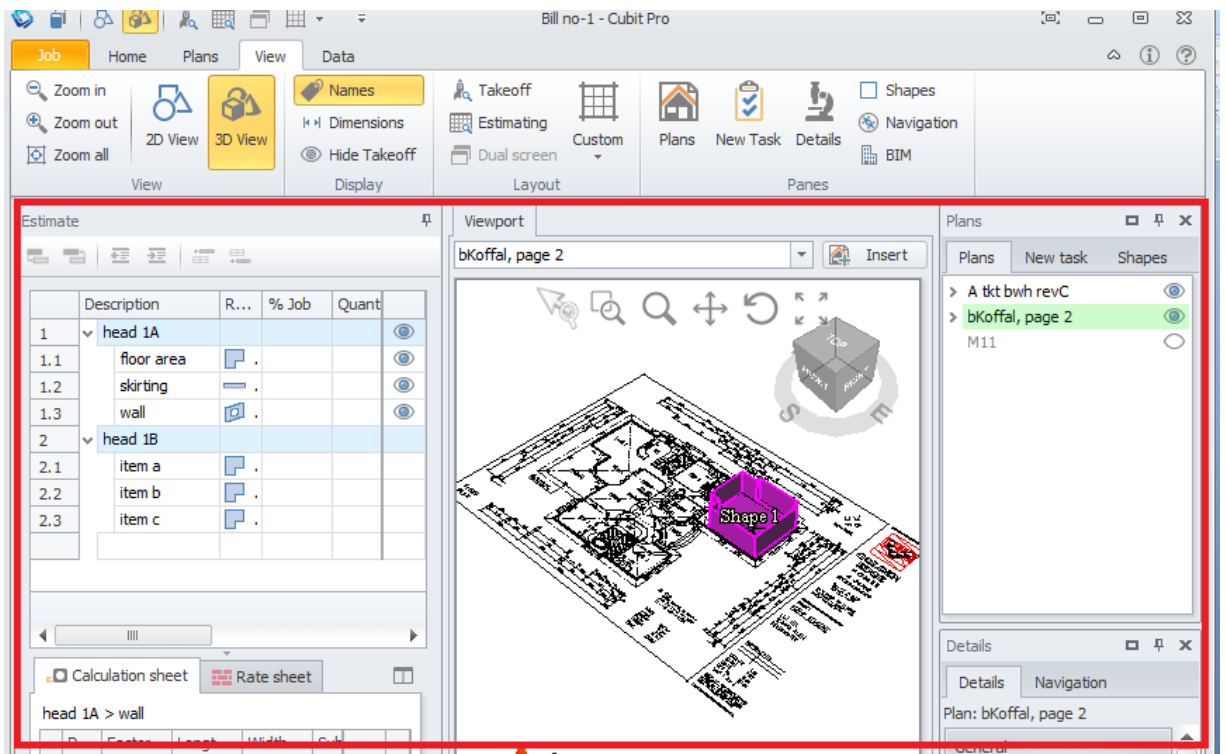 Bill no-1 - Cubit Pro
Job Home Plans View Data
Zoom in
Zoom out
Zoom all
2D View
3D View
Names
Dimensions
Hide Takeoff
Takeoff
Estimating
Dual screen
Custom
Plans
New Task
Details
Shapes
Navigation
BIM
View Display Layout Panes
Estimate
Description R... % Job Quant
1 head 1A
1.1 floor area .
1.2 skirting .
1.3 wall .
2 head 1B
2.1 item a .
2.2 item b .
2.3 item c .
Calculation sheet Rate sheet
head 1A > wall
Viewport
bKoffal, page 2 Insert
TOP
FRONT RIGHT
S E
Shape 1
Plans
Plans New task Shapes
A tkt bwh revC
bKoffal, page 2
M11
Details
Details Navigation
Plan: bKoffal, page 2
General